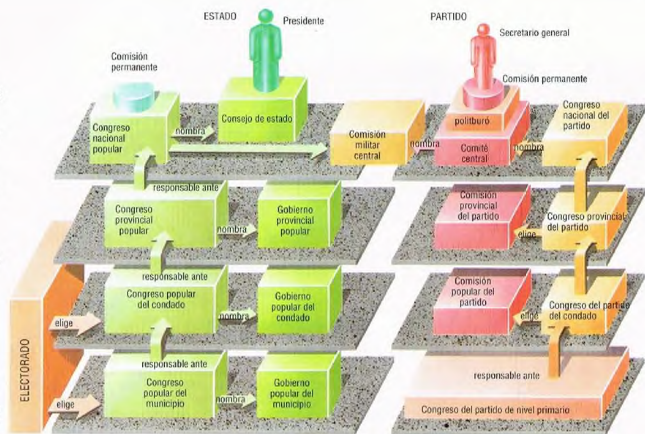 ESTADO
PARTIDO
Presidente
Secretario general
Comisión
permanente
Comisión permanente
Congreso
nacional
popular
nombra
Consejo de estado
Comisión
militar
central
nombra
politburó
Comité
central
nombra
Congreso
nacional del
partido
responsable ante
Congreso
provincial
popular
nombra
Gobierno
provincial
popular
Comisión
provincial
del partido
elige
Congreso provincial
del partido
responsable ante
Congreso popular
del condado
nombra
Gobierno
popular del
condado
Comisión
popular del
partido
elige
Congreso del partido
del condado
ELECTORADO
elige
responsable ante
Congreso
popular del
municipio
nombra
Gobierno
popular del
municipio
elige
responsable ante
Congreso del partido de nivel primario